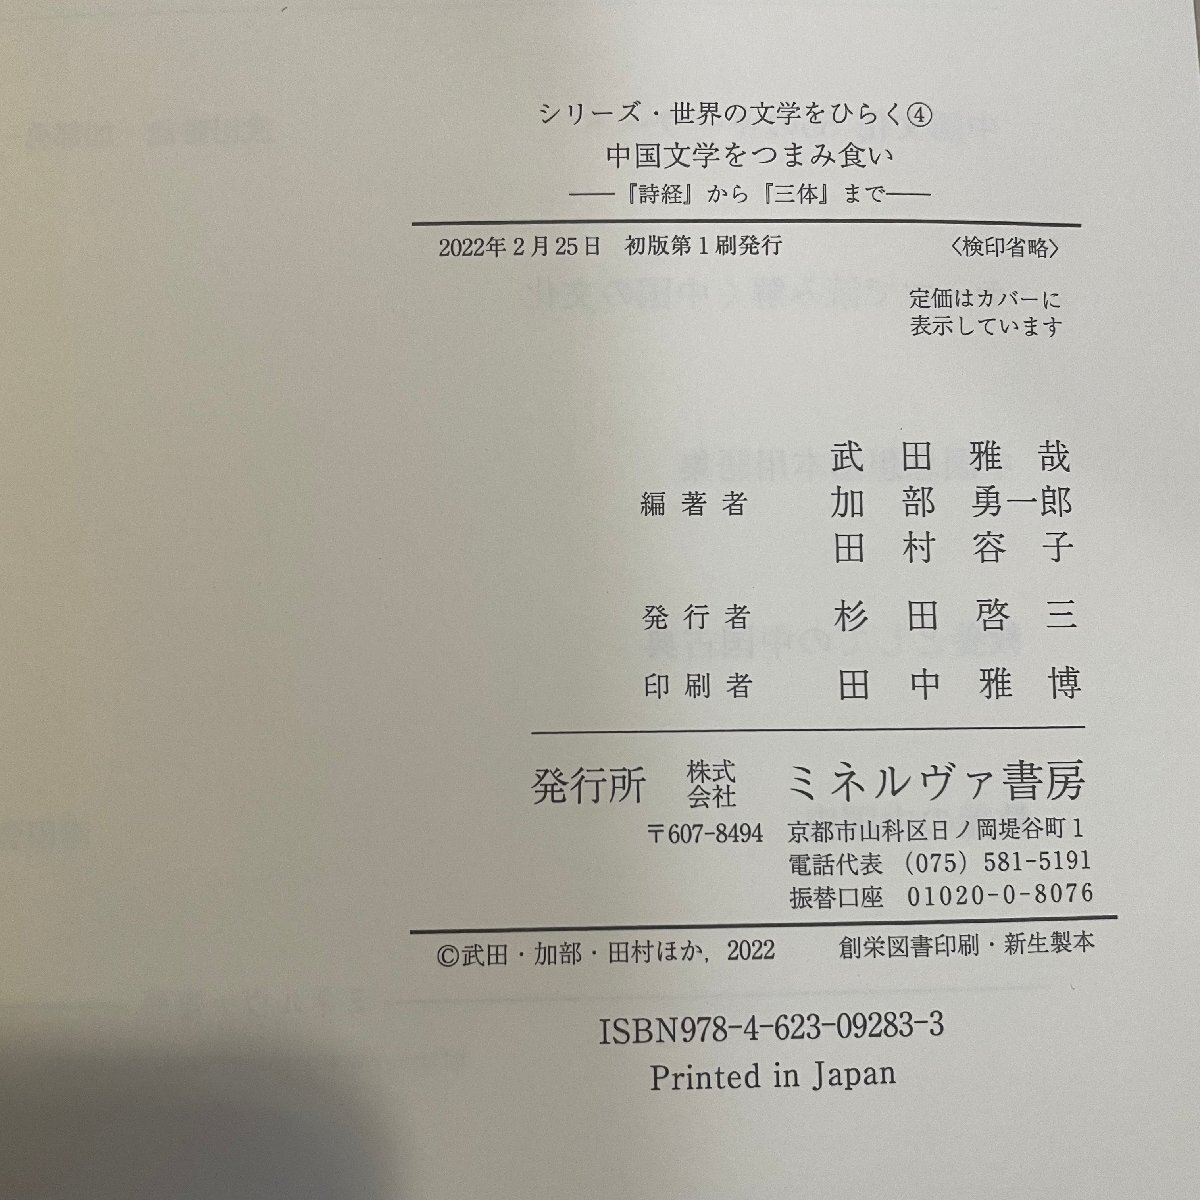 シリーズ・世界の文学をひらく④
中国文学をつまみ食い
――『詩経』から『三体』まで――
2022年2月25日 初版第1刷発行 〈検印省略〉
定価はカバーに
表示しています
武田雅哉
編著者 加部勇一郎
田村容子
発行者 杉田啓三
印刷者 田中雅博
発行所 株式会社 ミネルヴァ書房
〒607-8494 京都市山科区日ノ岡堤谷町1
電話代表 (075) 581-5191
振替口座 01020-0-8076
©武田・加部・田村ほか, 2022 創栄図書印刷・新生製本
ISBN978-4-623-09283-3
Printed in Japan